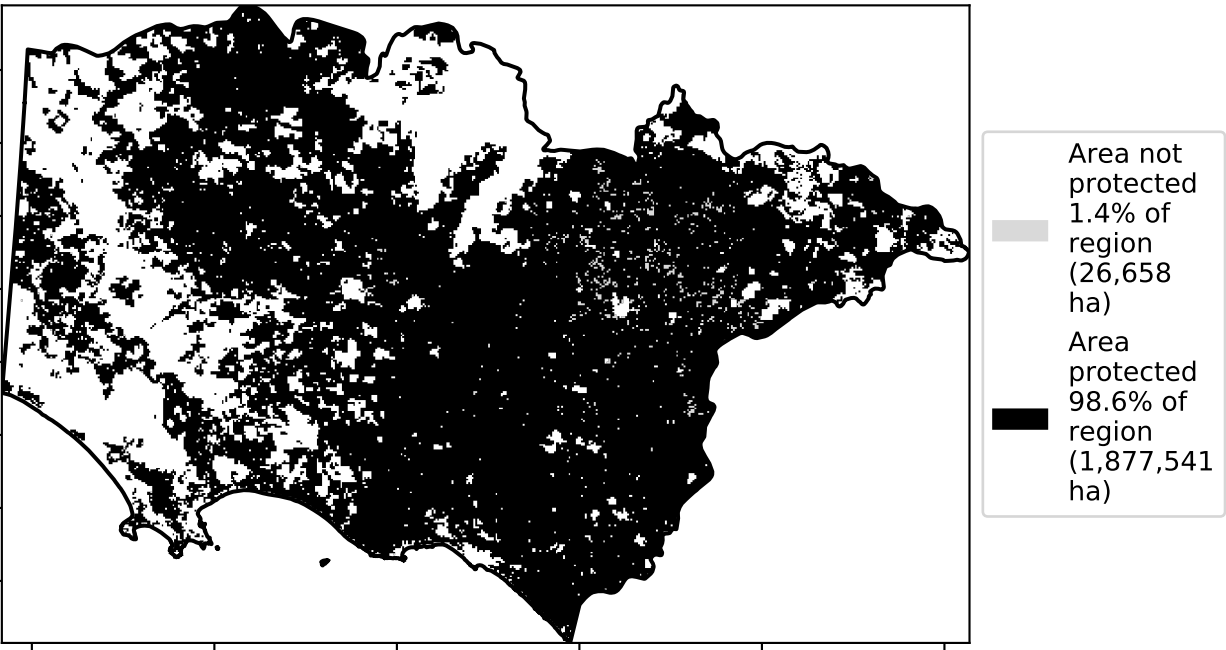 Area not
protected
1.4% of
region
(26,658
ha)
Area
protected
98.6% of
region
(1,877,541
ha)